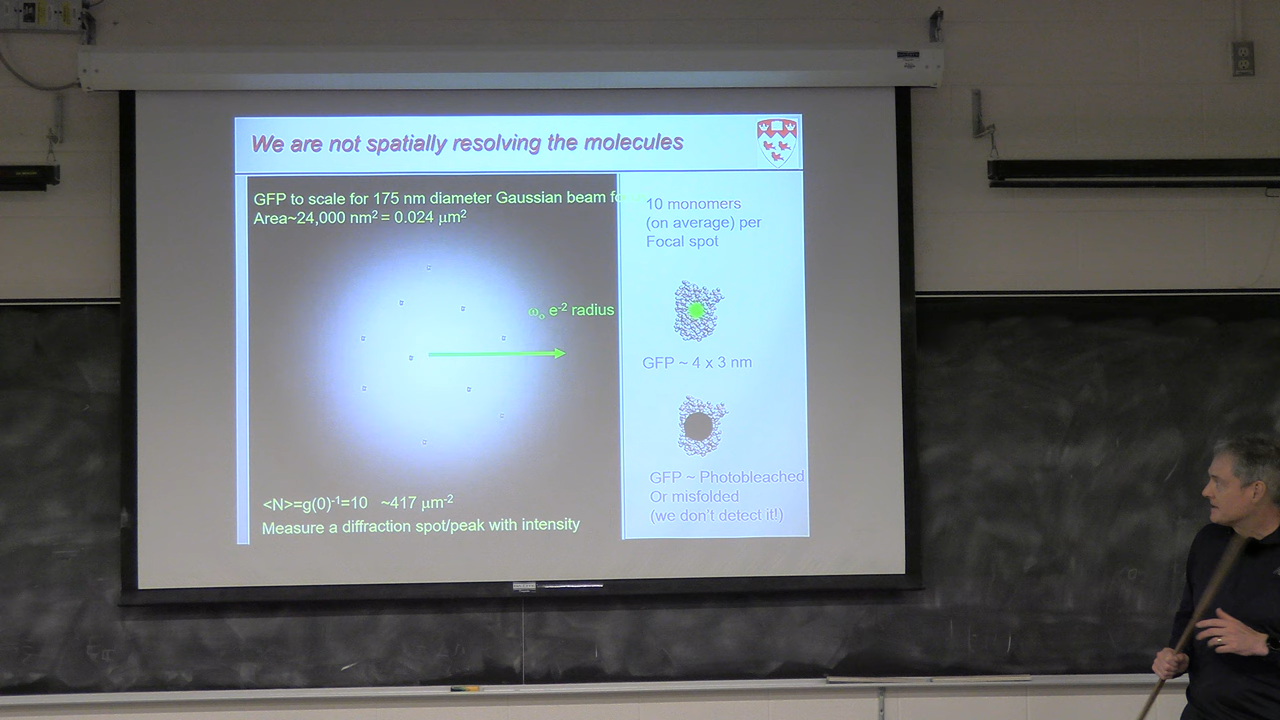 We are not spatially resolving the molecules
GFP to scale for 175 nm diameter Gaussian beam
Area~24,000 nm² = 0.024 µm²
ω₀ e⁻² radius
<N>=g(0)⁻¹=10 ~417 µm⁻²
Measure a diffraction spot/peak with intensity
10 monomers
(on average) per
Focal spot
GFP ~ 4 x 3 nm
GFP ~ Photobleached
Or misfolded
(we don't detect it!)